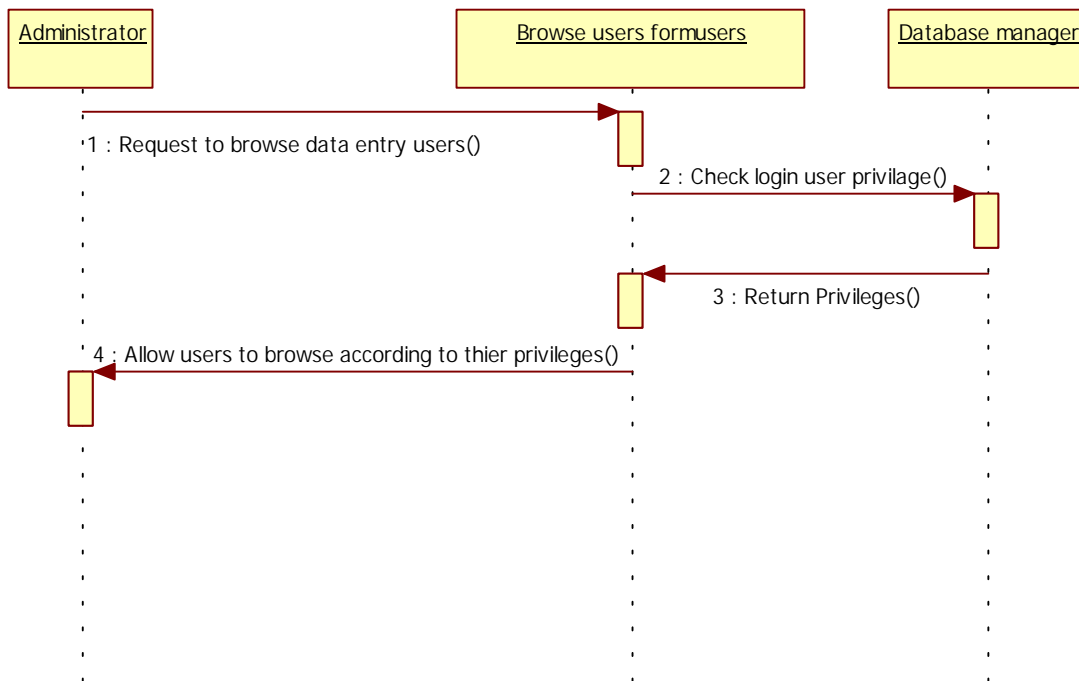 Administrator
Browse users formusers
Database manager
1 : Request to browse data entry users()
2 : Check login user privilage()
3 : Return Privileges()
4 : Allow users to browse according to thier privileges()